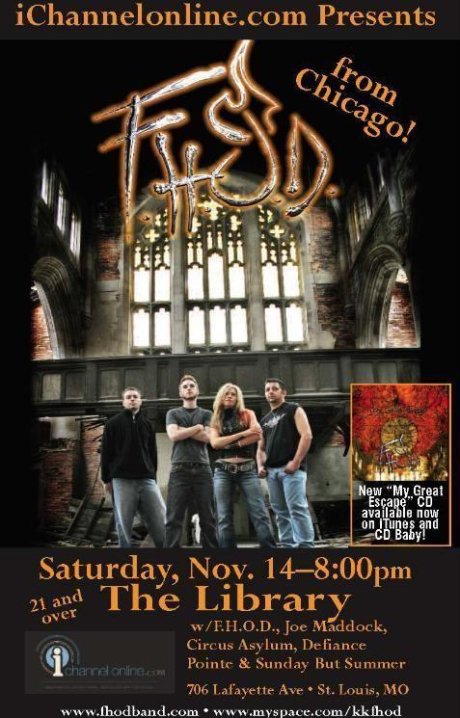 iChannelonline.com Presents
from
Chicago!
F.H.O.D.
New "My Great
Escape" CD
available now
on iTunes and
CD Baby!
Saturday, Nov. 14–8:00pm
21 and
over
The Library
w/F.H.O.D., Joe Maddock,
Circus Asylum, Defiance
Pointe & Sunday But Summer
ichannelonline.com
706 Lafayette Ave • St. Louis, MO
www.fhodband.com • www.myspace.com/kkfhod